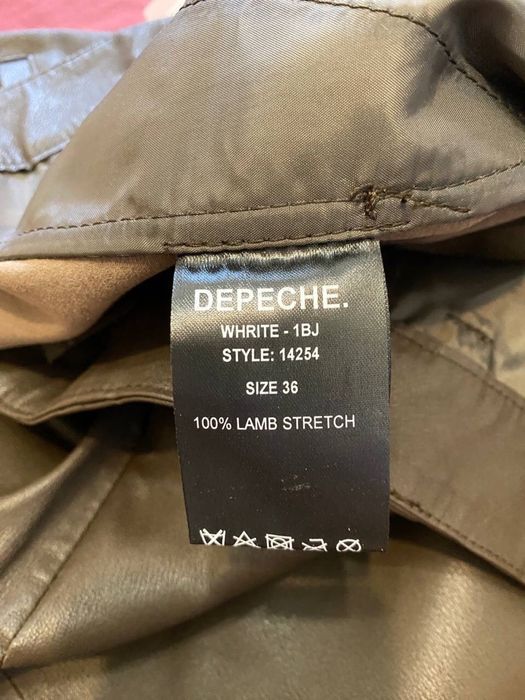 DEPECHE.
WHRITE - 1BJ
STYLE: 14254
SIZE 36
100% LAMB STRETCH